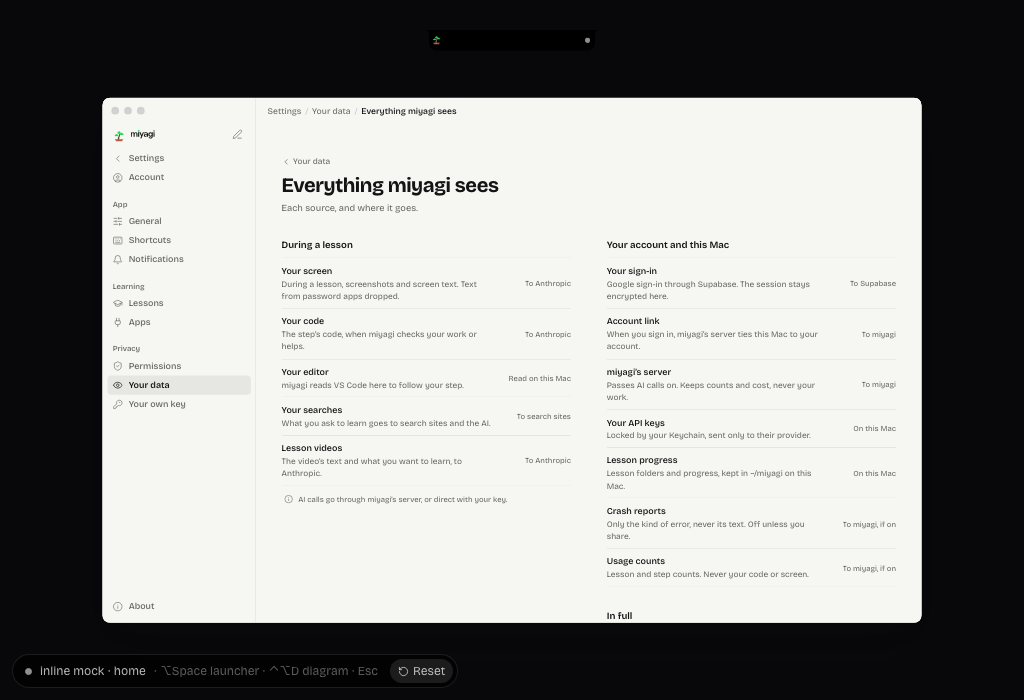 Settings / Your data / Everything miyagi sees
miyagi
Settings
Account
App
General
Shortcuts
Notifications
Learning
Lessons
Apps
Privacy
Permissions
Your data
Your own key
About
Your data
Everything miyagi sees
Each source, and where it goes.
During a lesson
Your screen
During a lesson, screenshots and screen text. Text
from password apps dropped.
To Anthropic
Your code
The step's code, when miyagi checks your work or
helps.
To Anthropic
Your editor
miyagi reads VS Code here to follow your step.
Read on this Mac
Your searches
What you ask to learn goes to search sites and the AI.
To search sites
Lesson videos
The video's text and what you want to learn, to
Anthropic.
To Anthropic
AI calls go through miyagi's server, or direct with your key.
Your account and this Mac
Your sign-in
Google sign-in through Supabase. The session stays
encrypted here.
To Supabase
Account link
When you sign in, miyagi's server ties this Mac to your
account.
To miyagi
miyagi's server
Passes AI calls on. Keeps counts and cost, never your
work.
To miyagi
Your API keys
Locked by your Keychain, sent only to their provider.
On this Mac
Lesson progress
Lesson folders and progress, kept in ~/miyagi on this
Mac.
On this Mac
Crash reports
Only the kind of error, never its text. Off unless you
share.
To miyagi, if on
Usage counts
Lesson and step counts. Never your code or screen.
To miyagi, if on
In full
inline mock · home · ⌥Space launcher · ⌃⌥D diagram · Esc
Reset